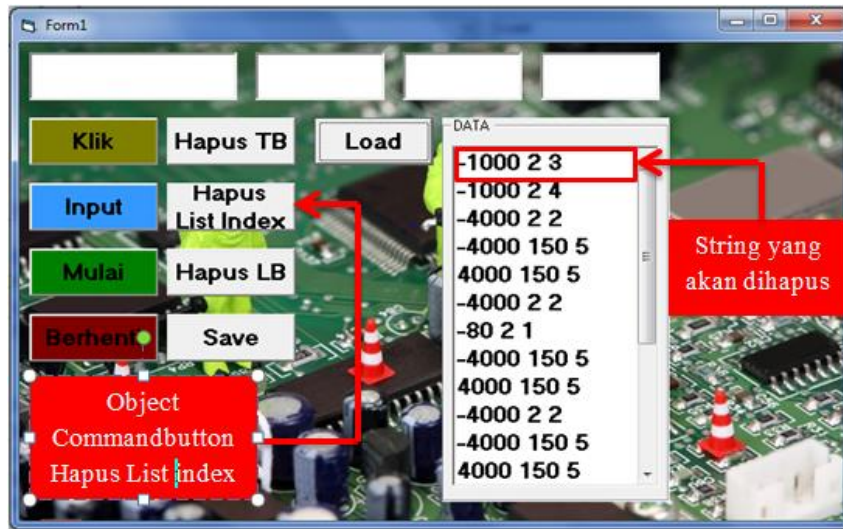 Form1
Klik
Hapus TB
Load
Input
Hapus
List Index
Mulai
Hapus LB
Berhenti
Save
Object
Commandbutton
Hapus List index
DATA
-1000 2 3
-1000 2 4
-4000 2 2
-4000 150 5
4000 150 5
-4000 2 2
-80 2 1
-4000 150 5
4000 150 5
-4000 2 2
-4000 150 5
4000 150 5
String yang
akan dihapus